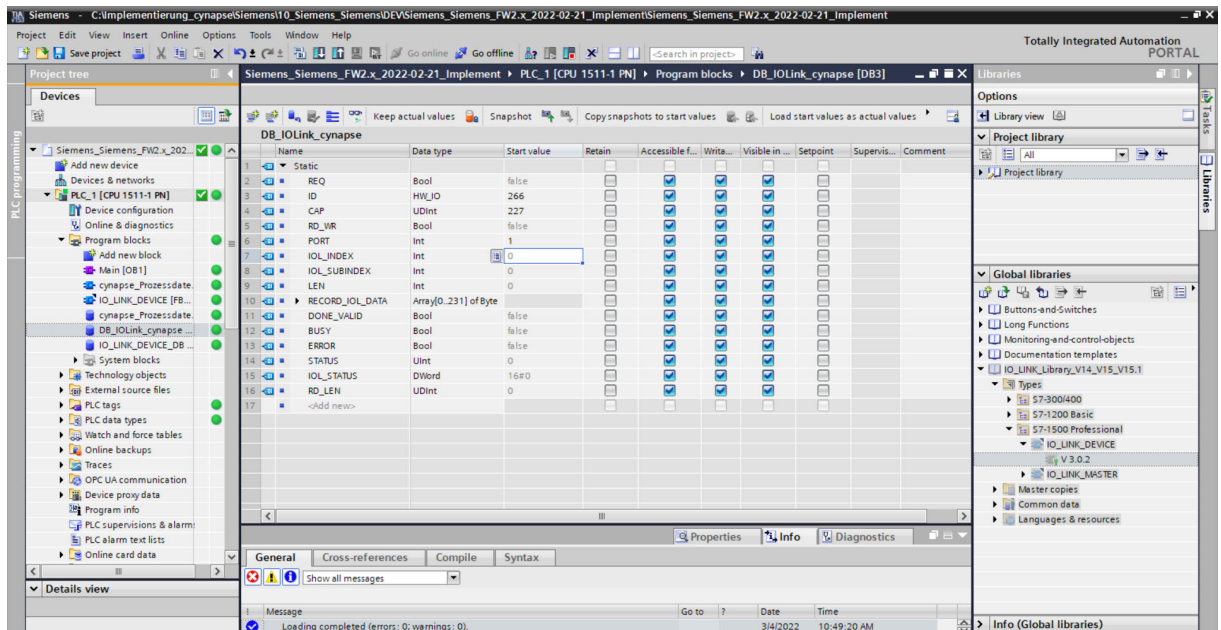 Siemens - C:\Implementierung_cynapse\Siemens\10_Siemens_Siemens\DEV\Siemens_Siemens_FW2.x_2022-02-21_Implement\Siemens_Siemens_FW2.x_2022-02-21_Implement
Project Edit View Insert Online Options Tools Window Help
Totally Integrated Automation
PORTAL
Save project Go online Go offline <Search in project>
Project tree
Siemens_Siemens_FW2.x_2022-02-21_Implement PLC_1 [CPU 1511-1 PN] Program blocks DB_IOLink_cynapse [DB3]
Libraries
Devices
Options
Keep actual values Snapshot Copy snapshots to start values Load start values as actual values
Library view
DB_IOLink_cynapse
Project library
Name Data type Start value Retain Accessible f... Writa... Visible in ... Setpoint Supervis... Comment
All
Project library
1 Static
2 REQ Bool false
3 ID HW_IO 266
4 CAP UDInt 227
5 RD_WR Bool false
6 PORT Int 1
7 IOL_INDEX Int 0
8 IOL_SUBINDEX Int 0
9 LEN Int 0
10 RECORD_IOL_DATA Array[0..231] of Byte
11 DONE_VALID Bool false
12 BUSY Bool false
13 ERROR Bool false
14 STATUS UInt 0
15 IOL_STATUS DWord 16#0
16 RD_LEN UDInt 0
17 <Add new>
Siemens_Siemens_FW2.x_202...
Add new device
Devices & networks
PLC_1 [CPU 1511-1 PN]
Device configuration
Online & diagnostics
Program blocks
Add new block
Main [OB1]
cynapse_Prozessdate...
IO_LINK_DEVICE [FB...
cynapse_Prozessdate...
DB_IOLink_cynapse ...
IO_LINK_DEVICE_DB ...
System blocks
Technology objects
External source files
PLC tags
PLC data types
Watch and force tables
Online backups
Traces
OPC UA communication
Device proxy data
Program info
PLC supervisions & alarms
PLC alarm text lists
Online card data
Details view
PLC programming
Global libraries
Buttons-and-Switches
Long Functions
Monitoring-and-control-objects
Documentation templates
IO_LINK_Library_V14_V15_V15.1
Types
S7-300/400
S7-1200 Basic
S7-1500 Professional
IO_LINK_DEVICE
V 3.0.2
IO_LINK_MASTER
Master copies
Common data
Languages & resources
Info (Global libraries)
Tasks
Libraries
Properties Info Diagnostics
General Cross-references Compile Syntax
Show all messages
! Message Go to ? Date Time
Loading completed (errors: 0; warnings: 0). 3/4/2022 10:49:20 AM